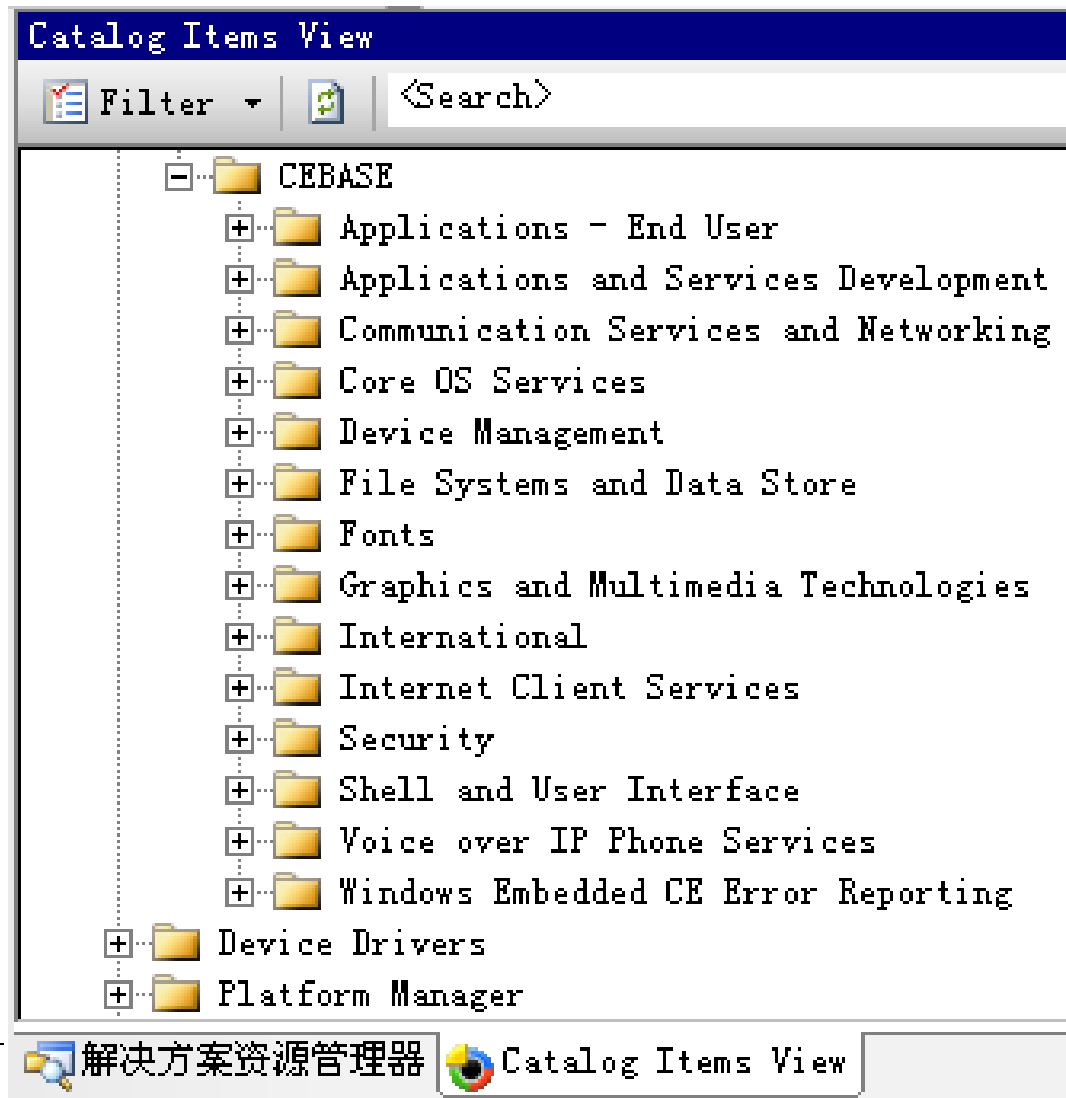 Catalog Items View
Filter
<Search>
CEBASE
Applications - End User
Applications and Services Development
Communication Services and Networking
Core OS Services
Device Management
File Systems and Data Store
Fonts
Graphics and Multimedia Technologies
International
Internet Client Services
Security
Shell and User Interface
Voice over IP Phone Services
Windows Embedded CE Error Reporting
Device Drivers
Platform Manager
解决方案资源管理器 Catalog Items View